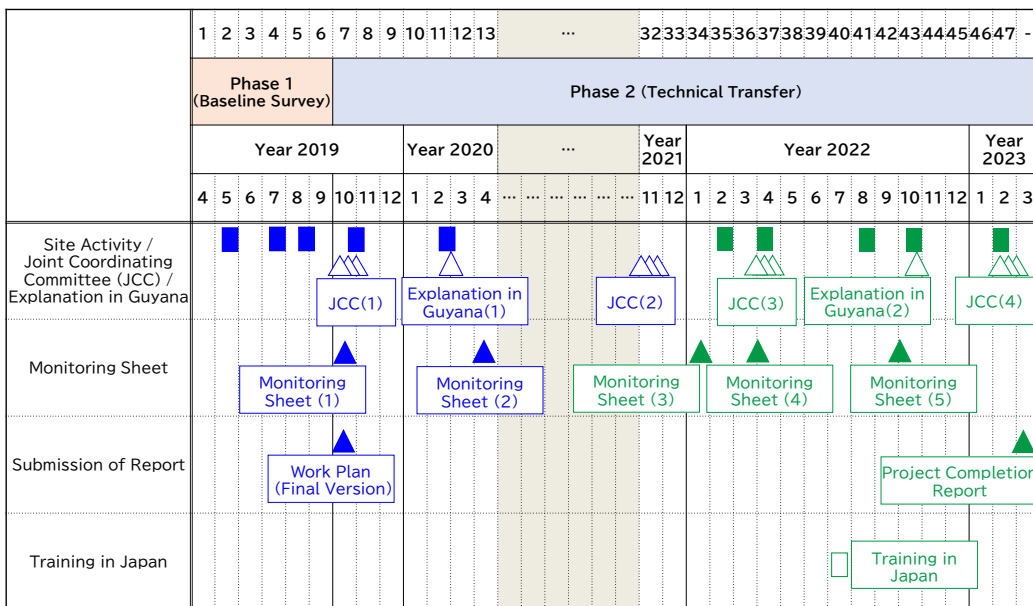 1 2 3 4 5 6 7 8 9 10 11 12 13 … 32 33 34 35 36 37 38 39 40 41 42 43 44 45 46 47 -
Phase 1
(Baseline Survey)
Phase 2 (Technical Transfer)
Year 2019
Year 2020
…
Year
2021
Year 2022
Year
2023
4 5 6 7 8 9 10 11 12 1 2 3 4 … … … … … … 11 12 1 2 3 4 5 6 7 8 9 10 11 12 1 2 3
Site Activity /
Joint Coordinating
Committee (JCC) /
Explanation in Guyana
JCC(1)
Explanation in
Guyana(1)
JCC(2)
JCC(3)
Explanation in
Guyana(2)
JCC(4)
Monitoring Sheet
Monitoring
Sheet (1)
Monitoring
Sheet (2)
Monitoring
Sheet (3)
Monitoring
Sheet (4)
Monitoring
Sheet (5)
Submission of Report
Work Plan
(Final Version)
Project Completion
Report
Training in Japan
Training in
Japan